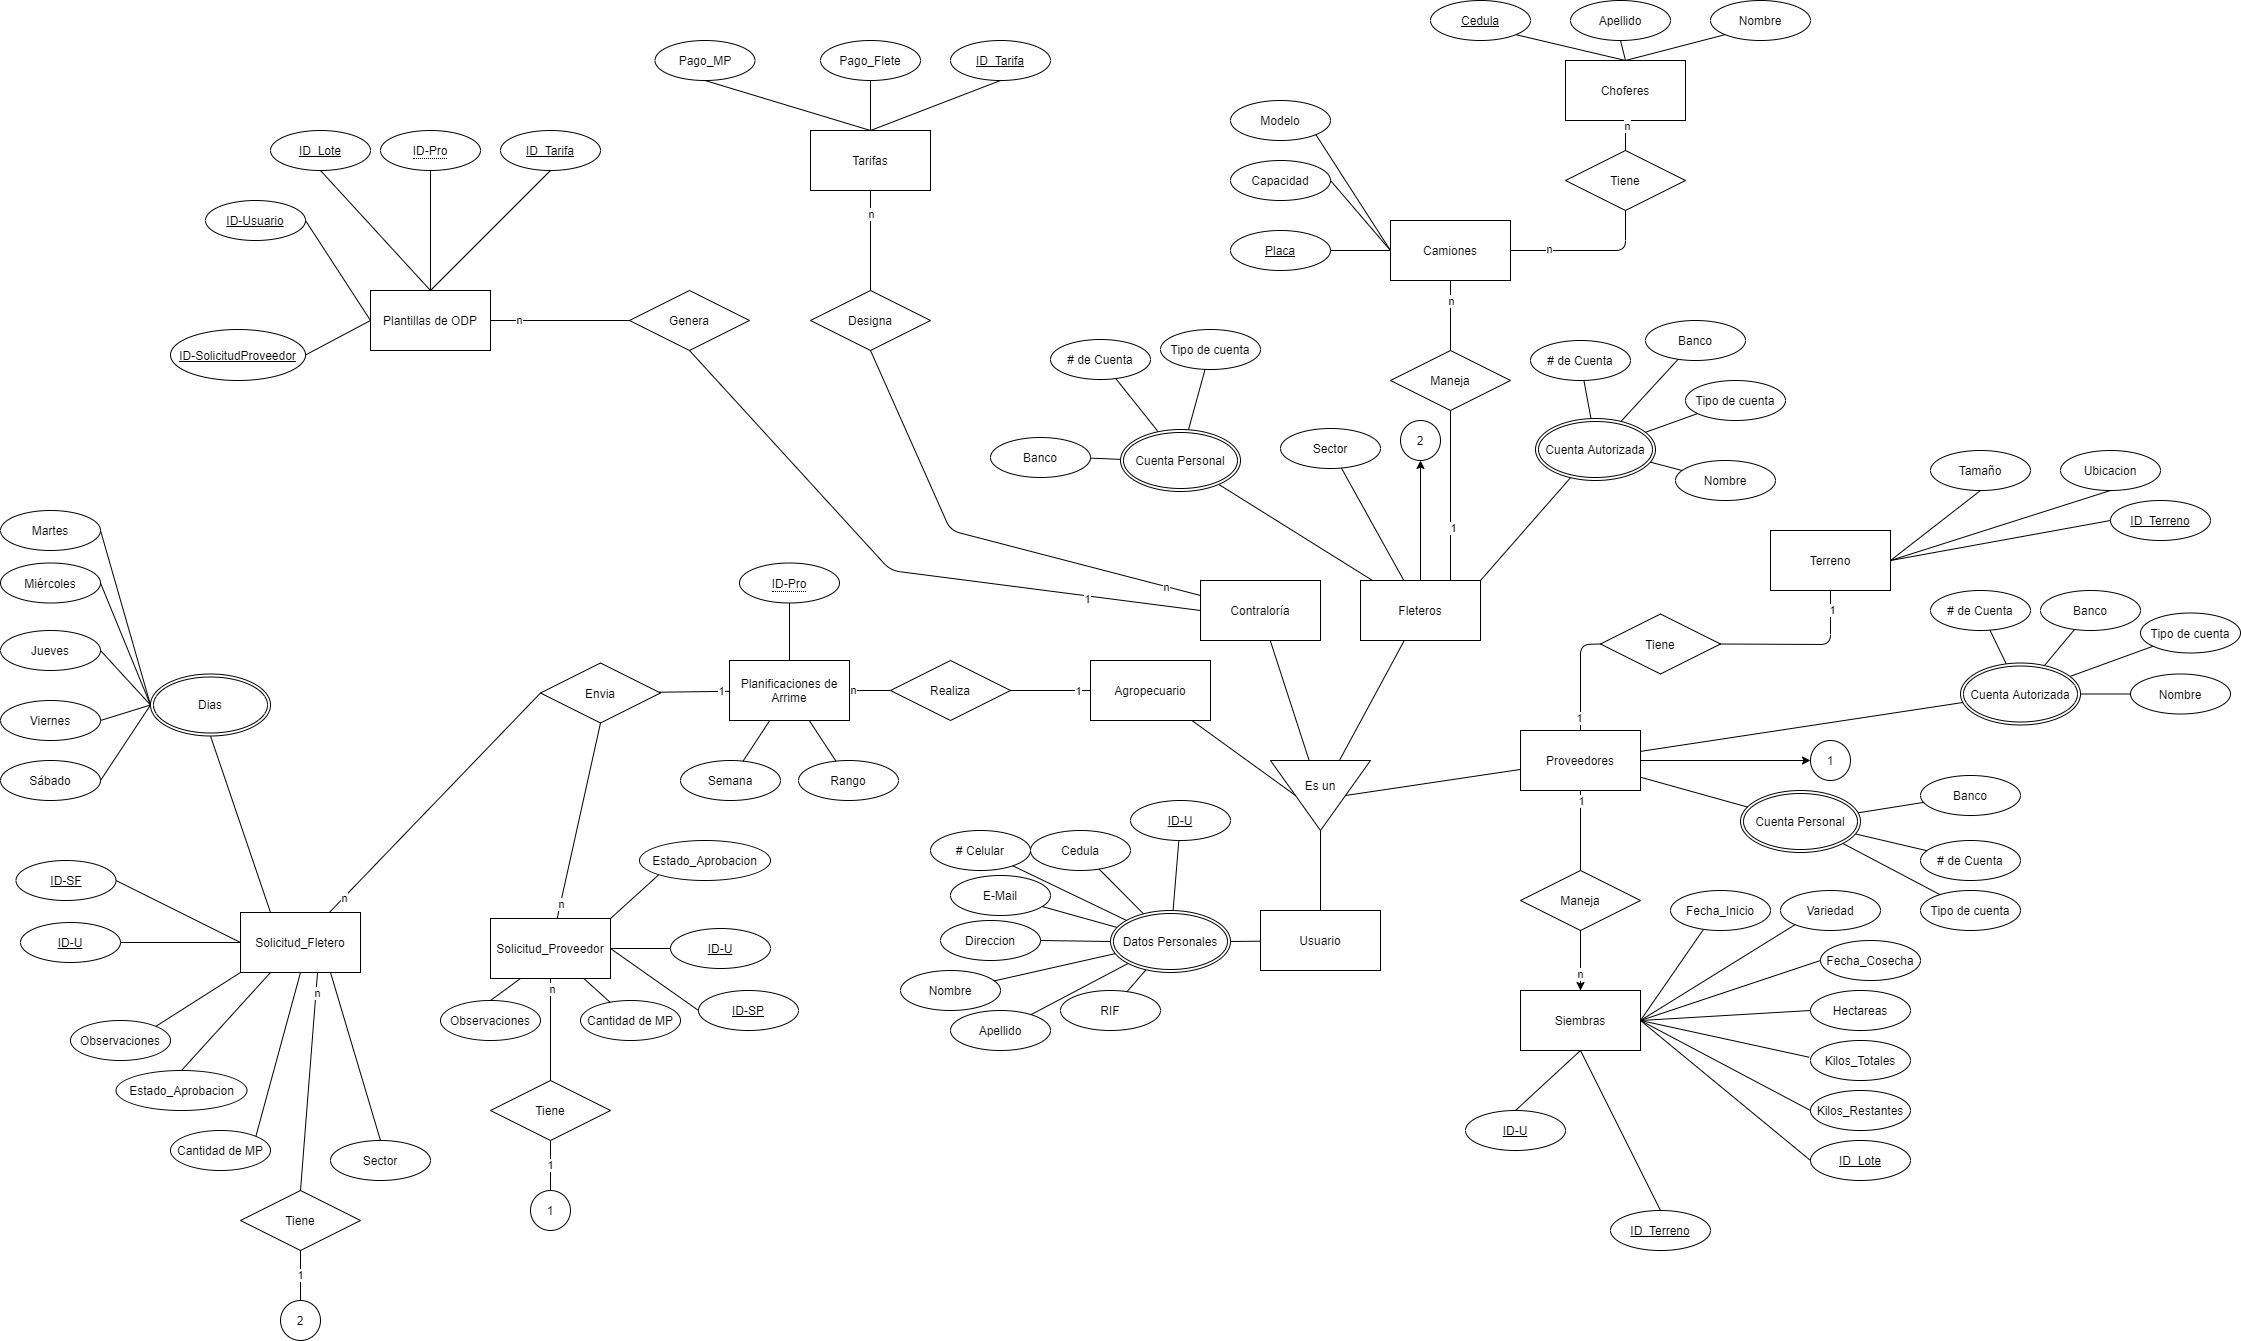 Cedula
Apellido
Nombre
Pago_MP
Pago_Flete
ID_Tarifa
Choferes
n
Modelo
ID_Lote
ID-Pro
ID_Tarifa
Tarifas
Capacidad
Tiene
n
ID-Usuario
Placa
Camiones
n
n
Plantillas de ODP
n
Genera
Designa
ID-SolicitudProveedor
# de Cuenta
Tipo de cuenta
Maneja
# de Cuenta
Banco
Tipo de cuenta
Banco
Cuenta Personal
Sector
2
Cuenta Autorizada
Nombre
Tamaño
Ubicacion
ID_Terreno
1
Martes
Miércoles
Jueves
Viernes
Sábado
Dias
ID-Pro
n
1
Contraloría
Fleteros
Terreno
1
# de Cuenta
Banco
Tipo de cuenta
Tiene
Envia
1
Planificaciones de
Arrime
n
Realiza
1
Agropecuario
1
Cuenta Autorizada
Nombre
Semana
Rango
Es un
Proveedores
1
1
Cuenta Personal
Banco
# de Cuenta
Tipo de cuenta
ID-U
# Celular
Cedula
E-Mail
Direccion
Datos Personales
Usuario
Nombre
Apellido
RIF
Maneja
n
Fecha_Inicio
Variedad
Fecha_Cosecha
Hectareas
Siembras
Kilos_Totales
Kilos_Restantes
ID_Lote
ID-U
ID_Terreno
ID-SF
n
ID-U
Solicitud_Fletero
n
Observaciones
Estado_Aprobacion
Cantidad de MP
Sector
Tiene
1
2
Estado_Aprobacion
n
Solicitud_Proveedor
ID-U
ID-SP
n
Observaciones
Cantidad de MP
Tiene
1
1